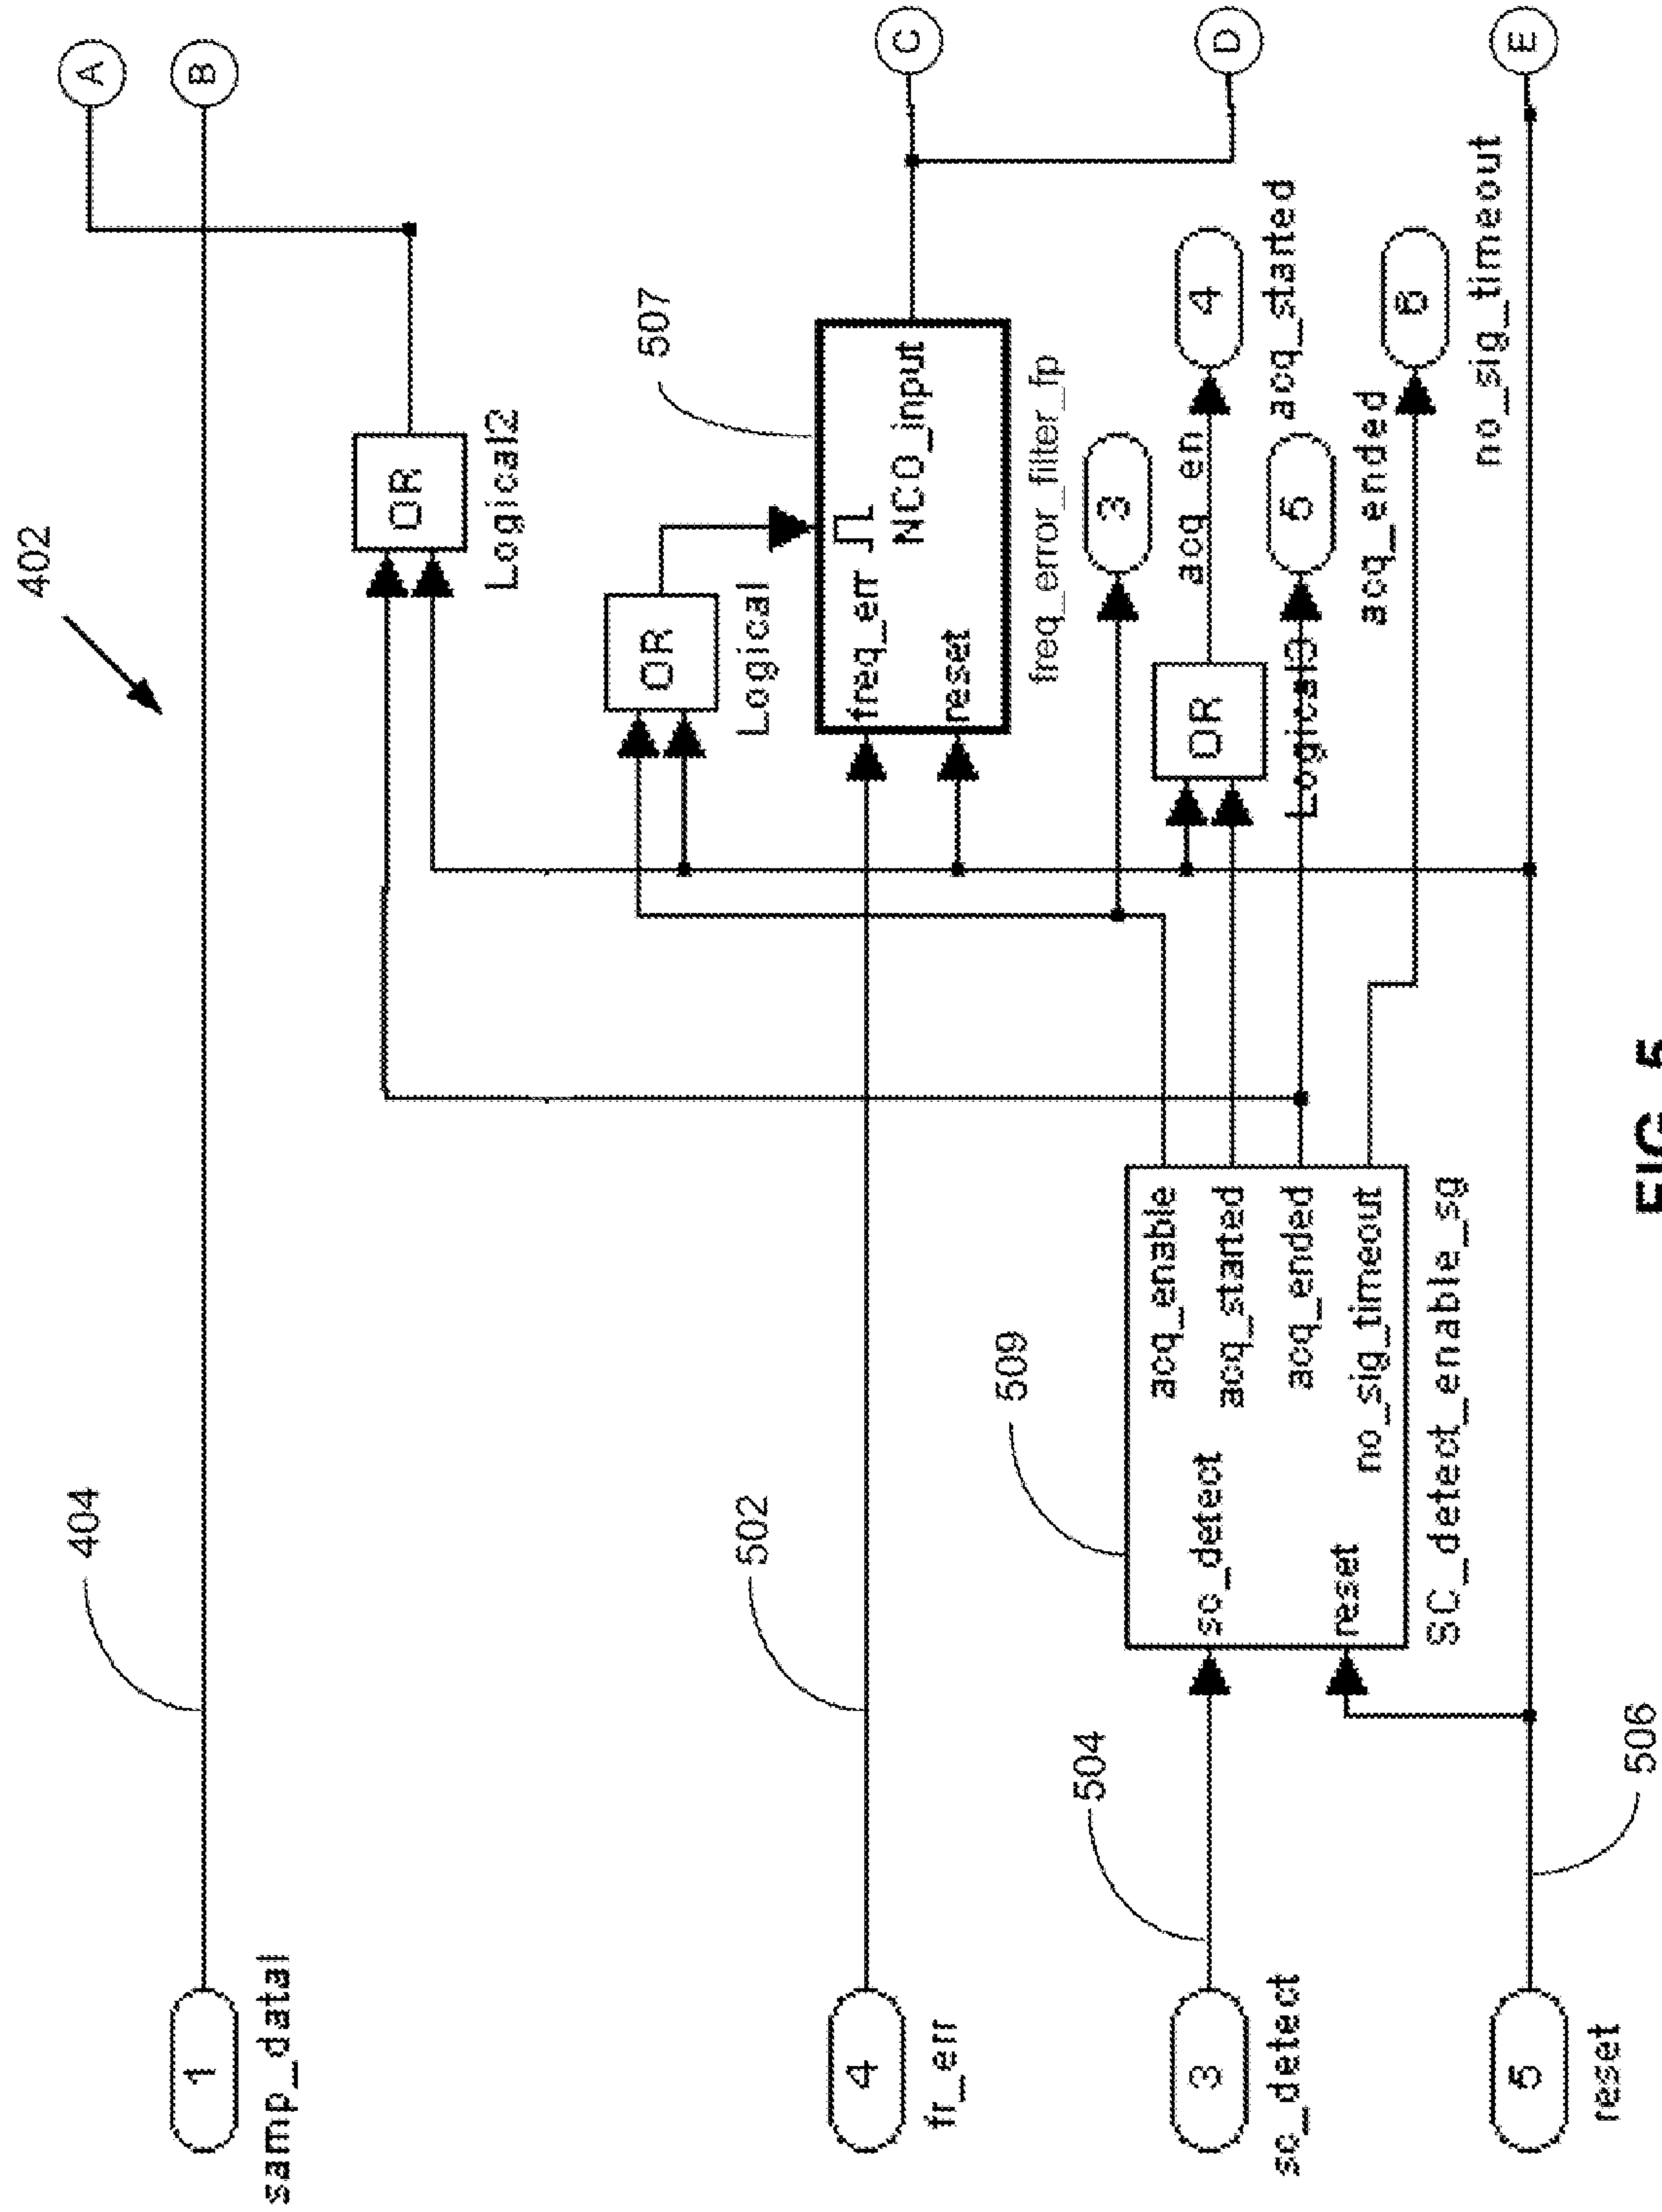 402
404
1
samp_dataI
A
B
OR
Logical2
507
OR
Logical
502
4
fr_err
freq_err
NCO_input
reset
freq_error_filter_fp
C
D
3
acq_en
OR
Logical3
4
acq_started
5
acq_ended
6
no_sig_timeout
509
504
3
sc_detect
sc_detect
reset
acq_enable
acq_started
acq_ended
no_sig_timeout
SC_detect_enable_sg
5
reset
506
E
FIG. 5